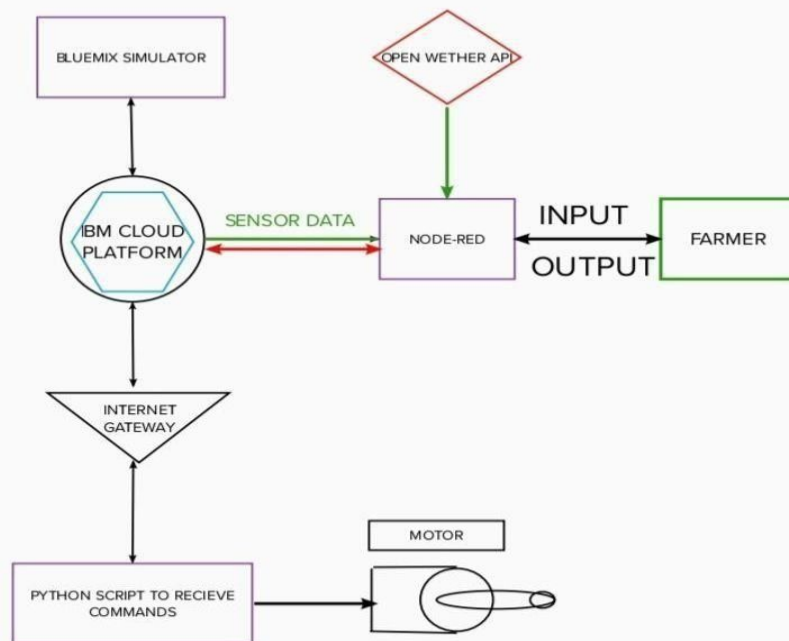 BLUEMIX SIMULATOR
OPEN WETHER API
IBM CLOUD
PLATFORM
SENSOR DATA
NODE-RED
INPUT
OUTPUT
FARMER
INTERNET
GATEWAY
MOTOR
PYTHON SCRIPT TO RECIEVE
COMMANDS